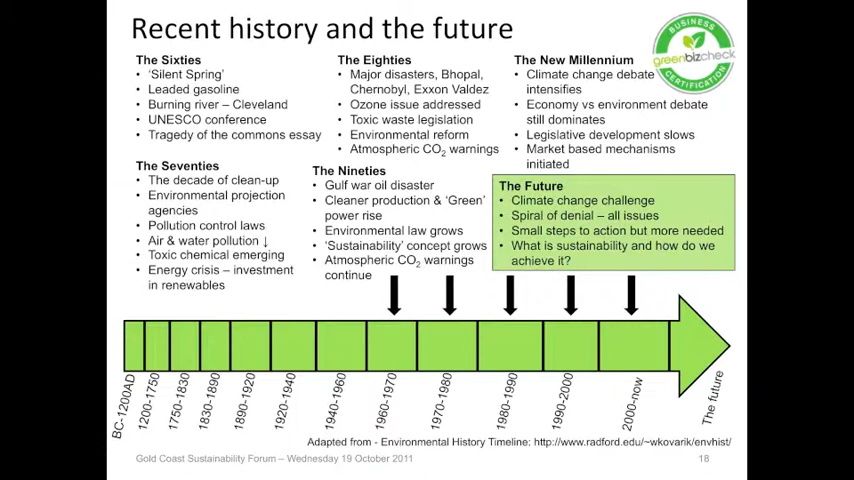 Recent history and the future
BUSINESS
greenbizcheck
CERTIFICATION
The Sixties
• 'Silent Spring'
• Leaded gasoline
• Burning river – Cleveland
• UNESCO conference
• Tragedy of the commons essay
The Seventies
• The decade of clean-up
• Environmental projection
agencies
• Pollution control laws
• Air & water pollution ↓
• Toxic chemical emerging
• Energy crisis – investment
in renewables
The Eighties
• Major disasters, Bhopal,
Chernobyl, Exxon Valdez
• Ozone issue addressed
• Toxic waste legislation
• Environmental reform
• Atmospheric CO₂ warnings
The Nineties
• Gulf war oil disaster
• Cleaner production & 'Green'
power rise
• Environmental law grows
• 'Sustainability' concept grows
• Atmospheric CO₂ warnings
continue
The New Millennium
• Climate change debate
intensifies
• Economy vs environment debate
still dominates
• Legislative development slows
• Market based mechanisms
initiated
The Future
• Climate change challenge
• Spiral of denial – all issues
• Small steps to action but more needed
• What is sustainability and how do we
achieve it?
BC-1200AD
1200-1750
1750-1830
1830-1890
1890-1920
1920-1940
1940-1960
1960-1970
1970-1980
1980-1990
1990-2000
2000-now
The future
Adapted from - Environmental History Timeline: http://www.radford.edu/~wkovarik/envhist/
Gold Coast Sustainability Forum – Wednesday 19 October 2011
18